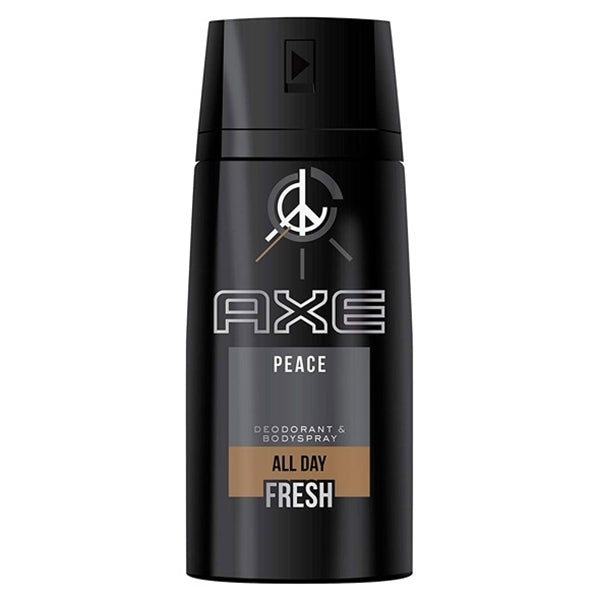 AXE
PEACE
DEODORANT &
BODYSPRAY
ALL DAY
FRESH